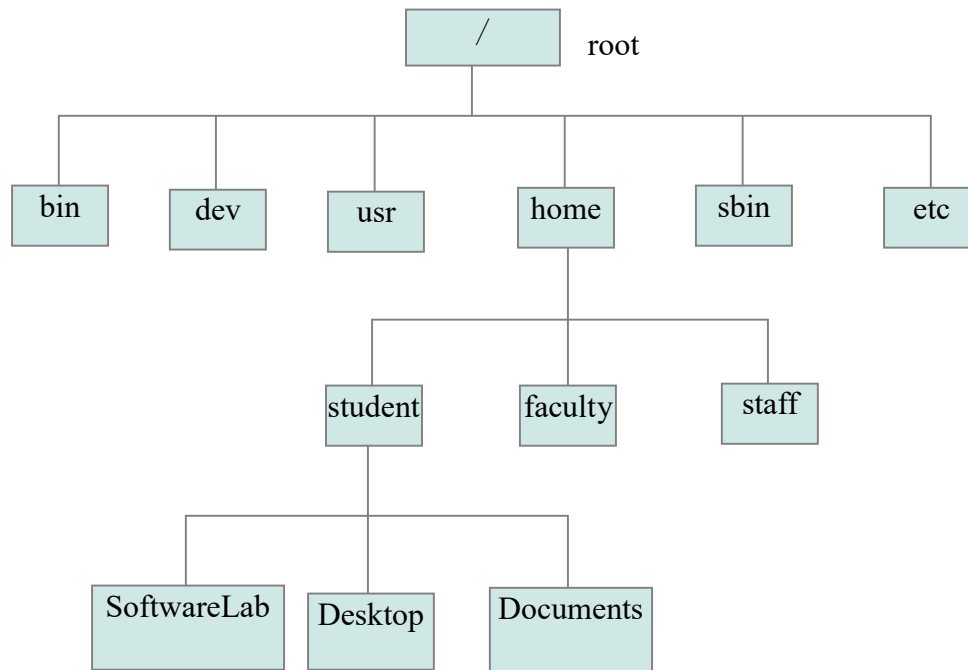 /
root
bin
dev
usr
home
sbin
etc
student
faculty
staff
SoftwareLab
Desktop
Documents